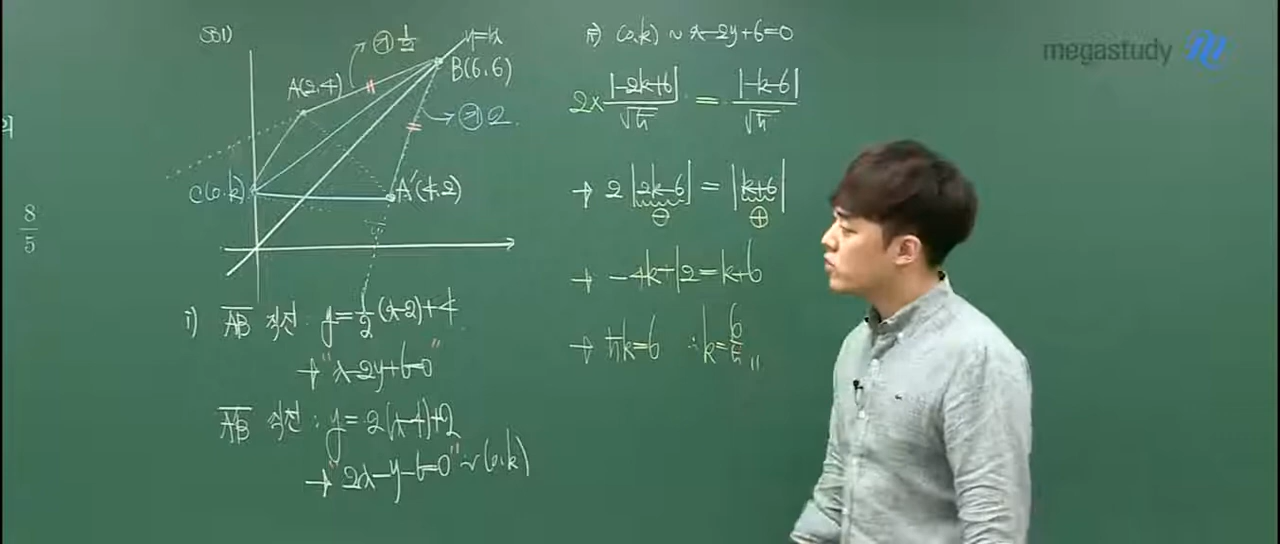 sol)
㉠ 1/2
y=x
A(2,4)
B(6,6)
㉠ 2
C(0,k)
A'(4,2)
8/5
i) AB 직선: y=1/2(x-2)+4
→ "x-2y+6=0"
A'B 직선: y=2(x-4)+2
→ "2x-y-6=0" ~ (0,k)
ii) (0,k) ~ x-2y+6=0
2×|-2k+6|/√5 = |-k-6|/√5
→ 2|2k-6| = |k+6|
⊖ ⊕
→ -4k+12=k+6
→ 5k=6 ∴k=6/5 〃
megastudy